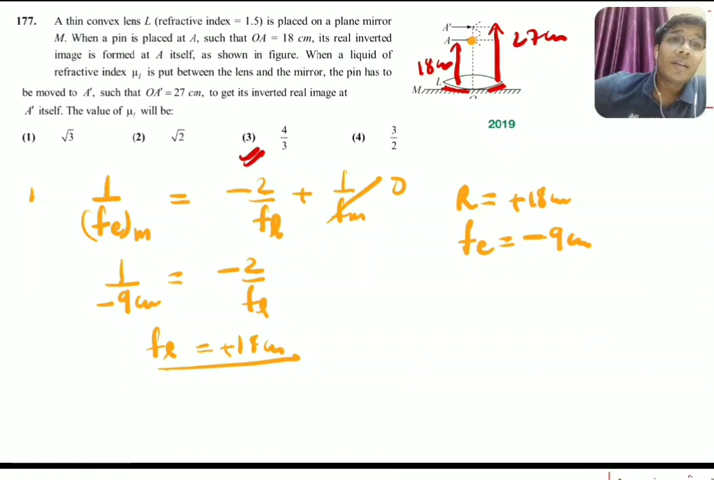 177. A thin convex lens L (refractive index = 1.5) is placed on a plane mirror
M. When a pin is placed at A, such that OA = 18 cm, its real inverted
image is formed at A itself, as shown in figure. When a liquid of
refractive index μₗ is put between the lens and the mirror, the pin has to
be moved to A′, such that OA′ = 27 cm, to get its inverted real image at
A′ itself. The value of μₗ will be:
(1) √3 (2) √2 (3) 4/3 (4) 3/2
A′
A
18cm
27cm
L
M
2019
1/(fe)m = -2/fl + 1/fm 0
1/-9cm = -2/fl
fl = +18cm
R = +18cm
fe = -9cm